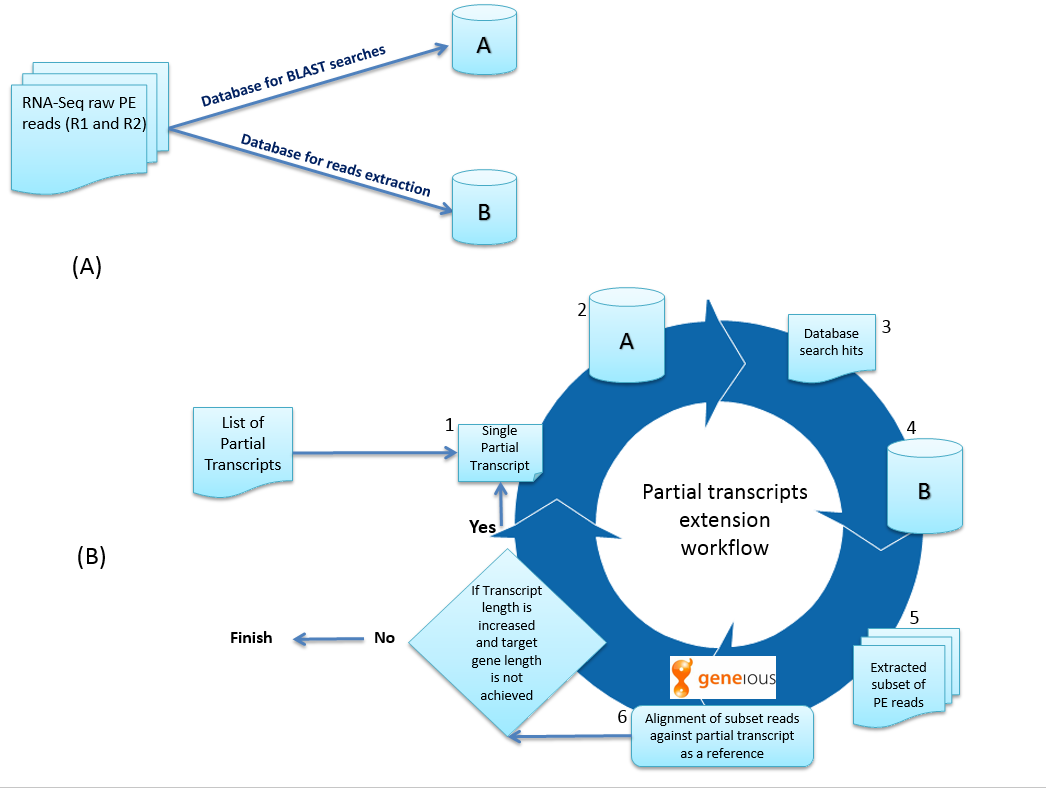 A
Database for BLAST searches
RNA-Seq raw PE
reads (R1 and R2)
Database for reads extraction
B
(A)
2
A
Database
search hits
3
List of
Partial
Transcripts
1
Single
Partial
Transcript
4
B
Partial transcripts
extension
workflow
Yes
(B)
If Transcript
length is
increased
and target
gene length
is not
achieved
Finish
No
5
Extracted
subset of
PE reads
geneious
6
Alignment of subset reads
against partial transcript
as a reference